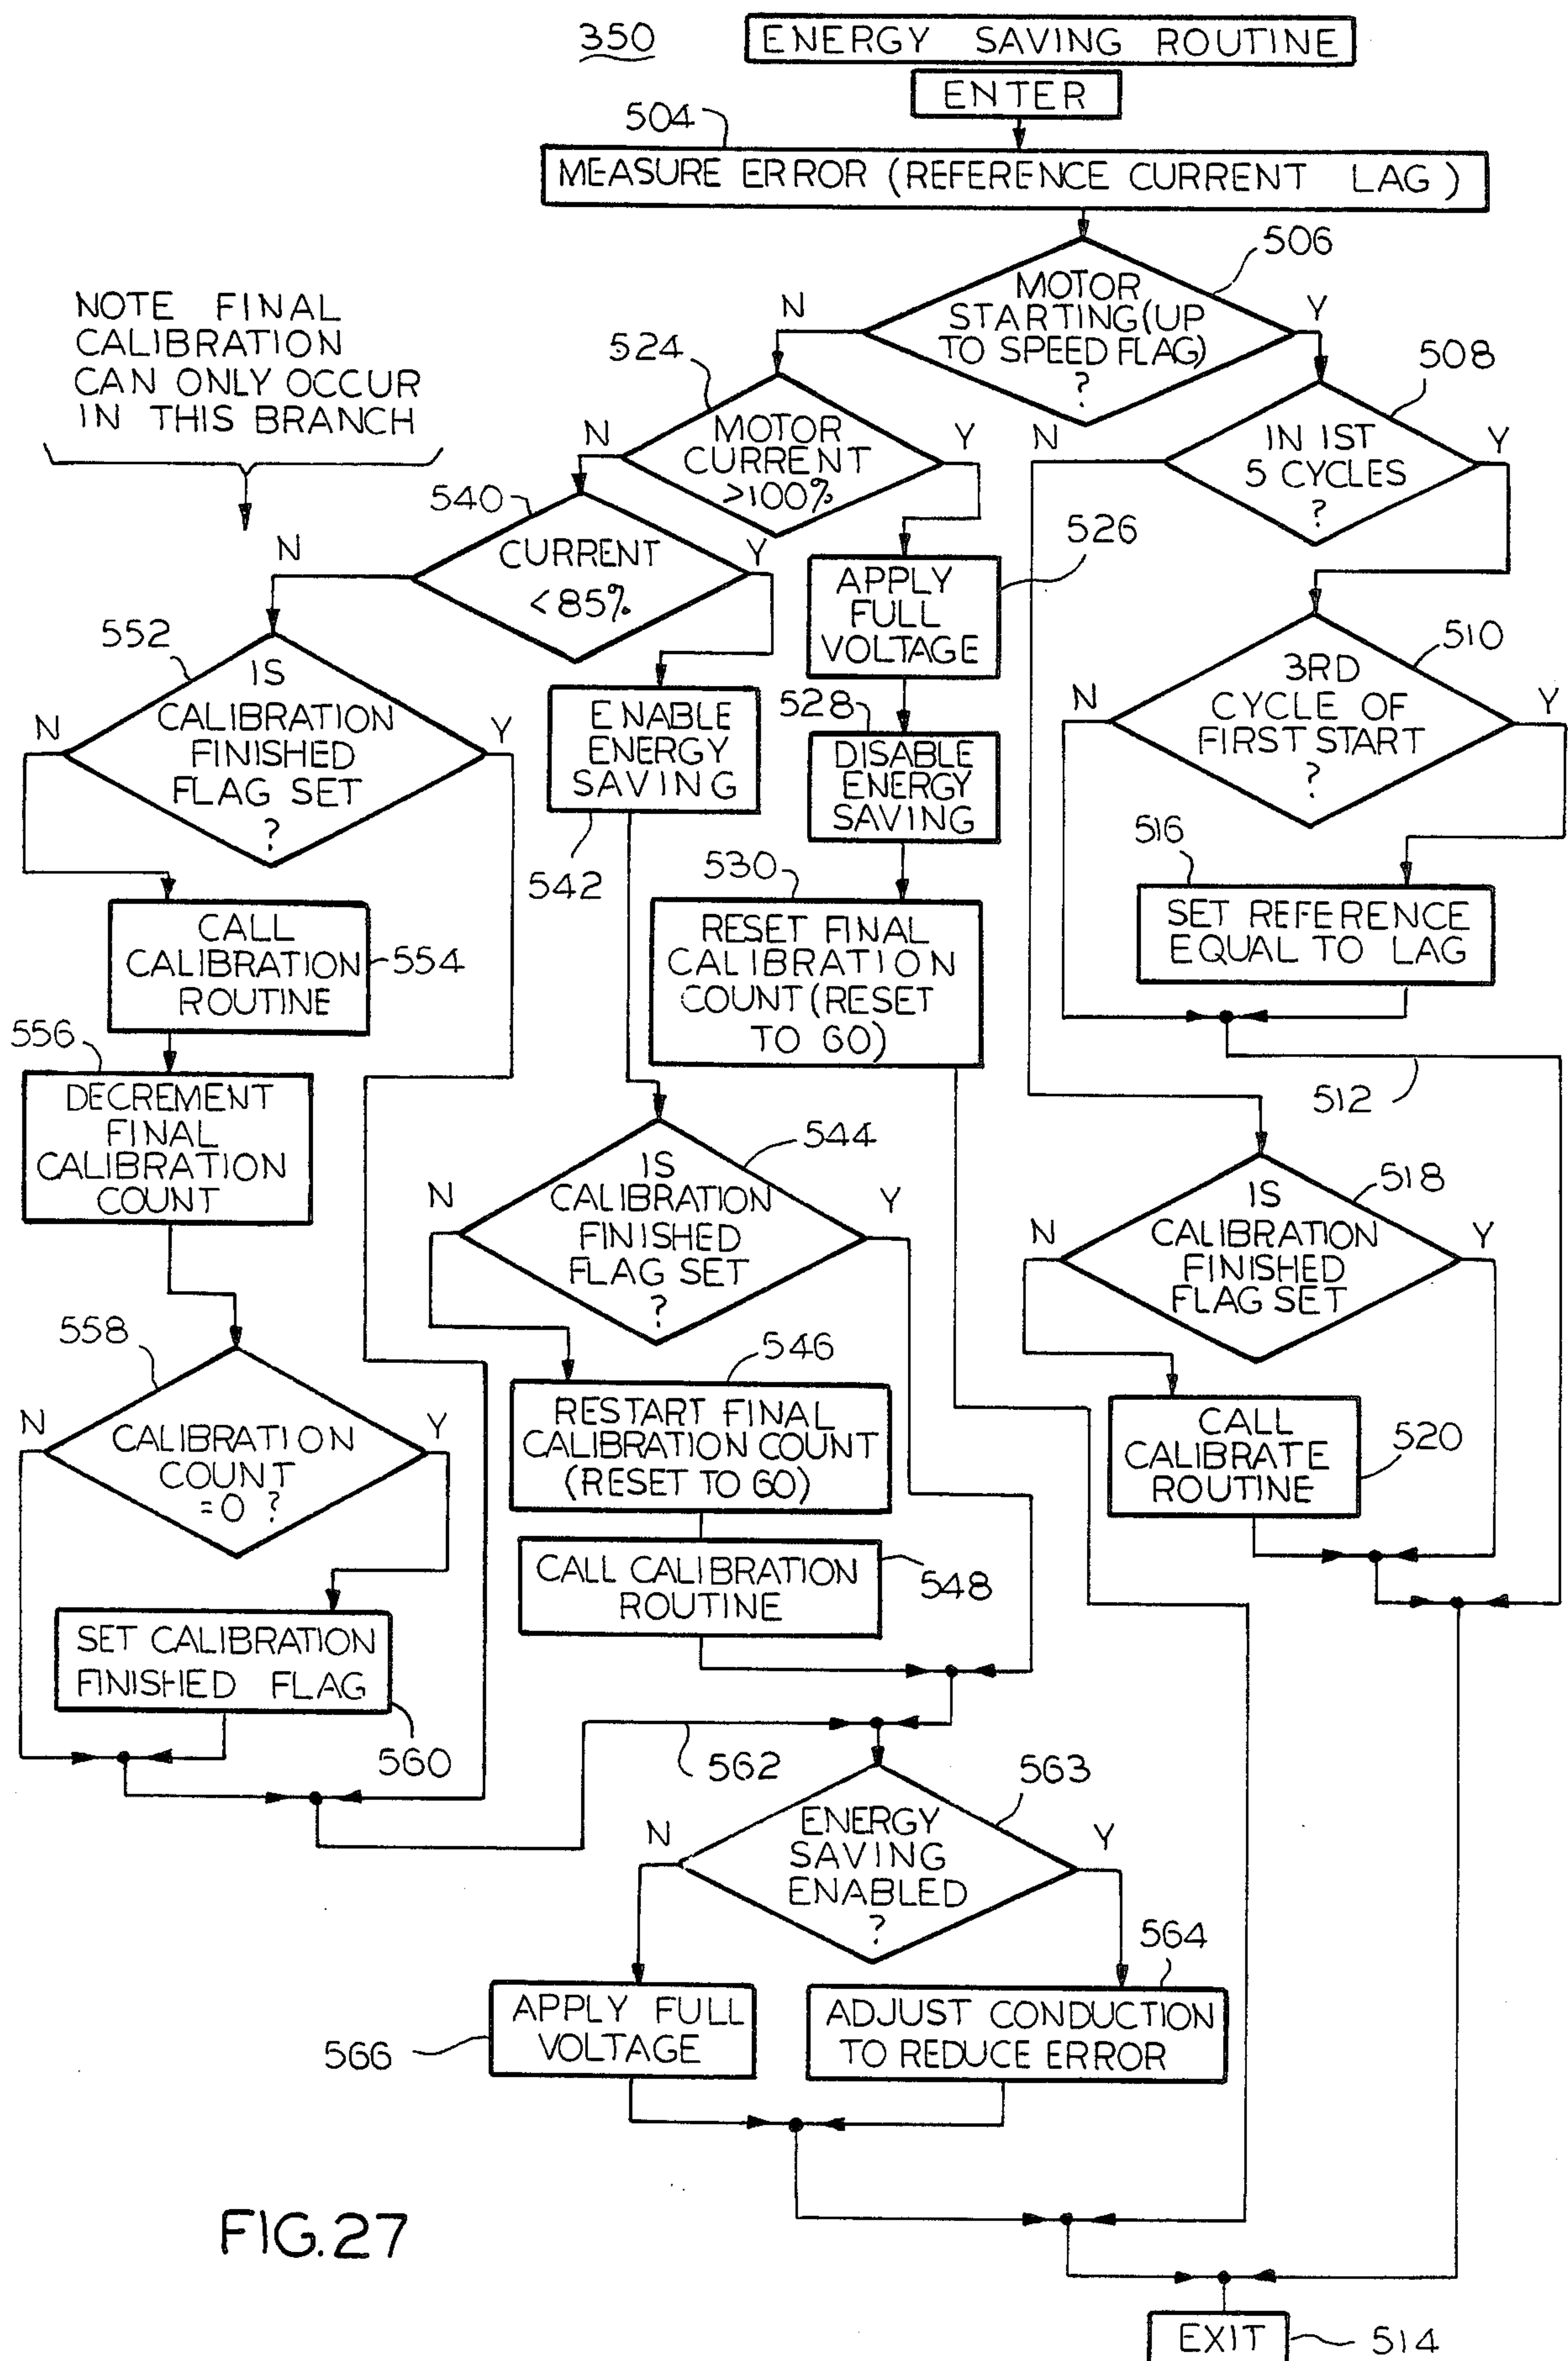 350
ENERGY SAVING ROUTINE
ENTER
504
MEASURE ERROR (REFERENCE CURRENT LAG )
506
MOTOR
STARTING (UP
TO SPEED FLAG)
?
N
Y
NOTE FINAL
CALIBRATION
CAN ONLY OCCUR
IN THIS BRANCH
524
MOTOR
CURRENT
>100%
N
Y
508
IN 1ST
5 CYCLES
?
N
Y
540
CURRENT
<85%
N
Y
526
APPLY
FULL
VOLTAGE
510
3RD
CYCLE OF
FIRST START
?
N
Y
552
IS
CALIBRATION
FINISHED
FLAG SET
?
N
Y
ENABLE
ENERGY
SAVING
542
528
DISABLE
ENERGY
SAVING
516
SET REFERENCE
EQUAL TO LAG
512
530
RESET FINAL
CALIBRATION
COUNT (RESET
TO 60)
CALL
CALIBRATION
ROUTINE
554
556
DECREMENT
FINAL
CALIBRATION
COUNT
544
IS
CALIBRATION
FINISHED
FLAG SET
?
N
Y
518
IS
CALIBRATION
FINISHED
FLAG SET
N
Y
558
CALIBRATION
COUNT
=0 ?
N
Y
546
RESTART FINAL
CALIBRATION COUNT
(RESET TO 60)
CALL
CALIBRATE
ROUTINE
520
CALL CALIBRATION
ROUTINE
548
SET CALIBRATION
FINISHED FLAG
560
562
563
ENERGY
SAVING
ENABLED
?
N
Y
564
APPLY FULL
VOLTAGE
566
ADJUST CONDUCTION
TO REDUCE ERROR
FIG.27
EXIT
514